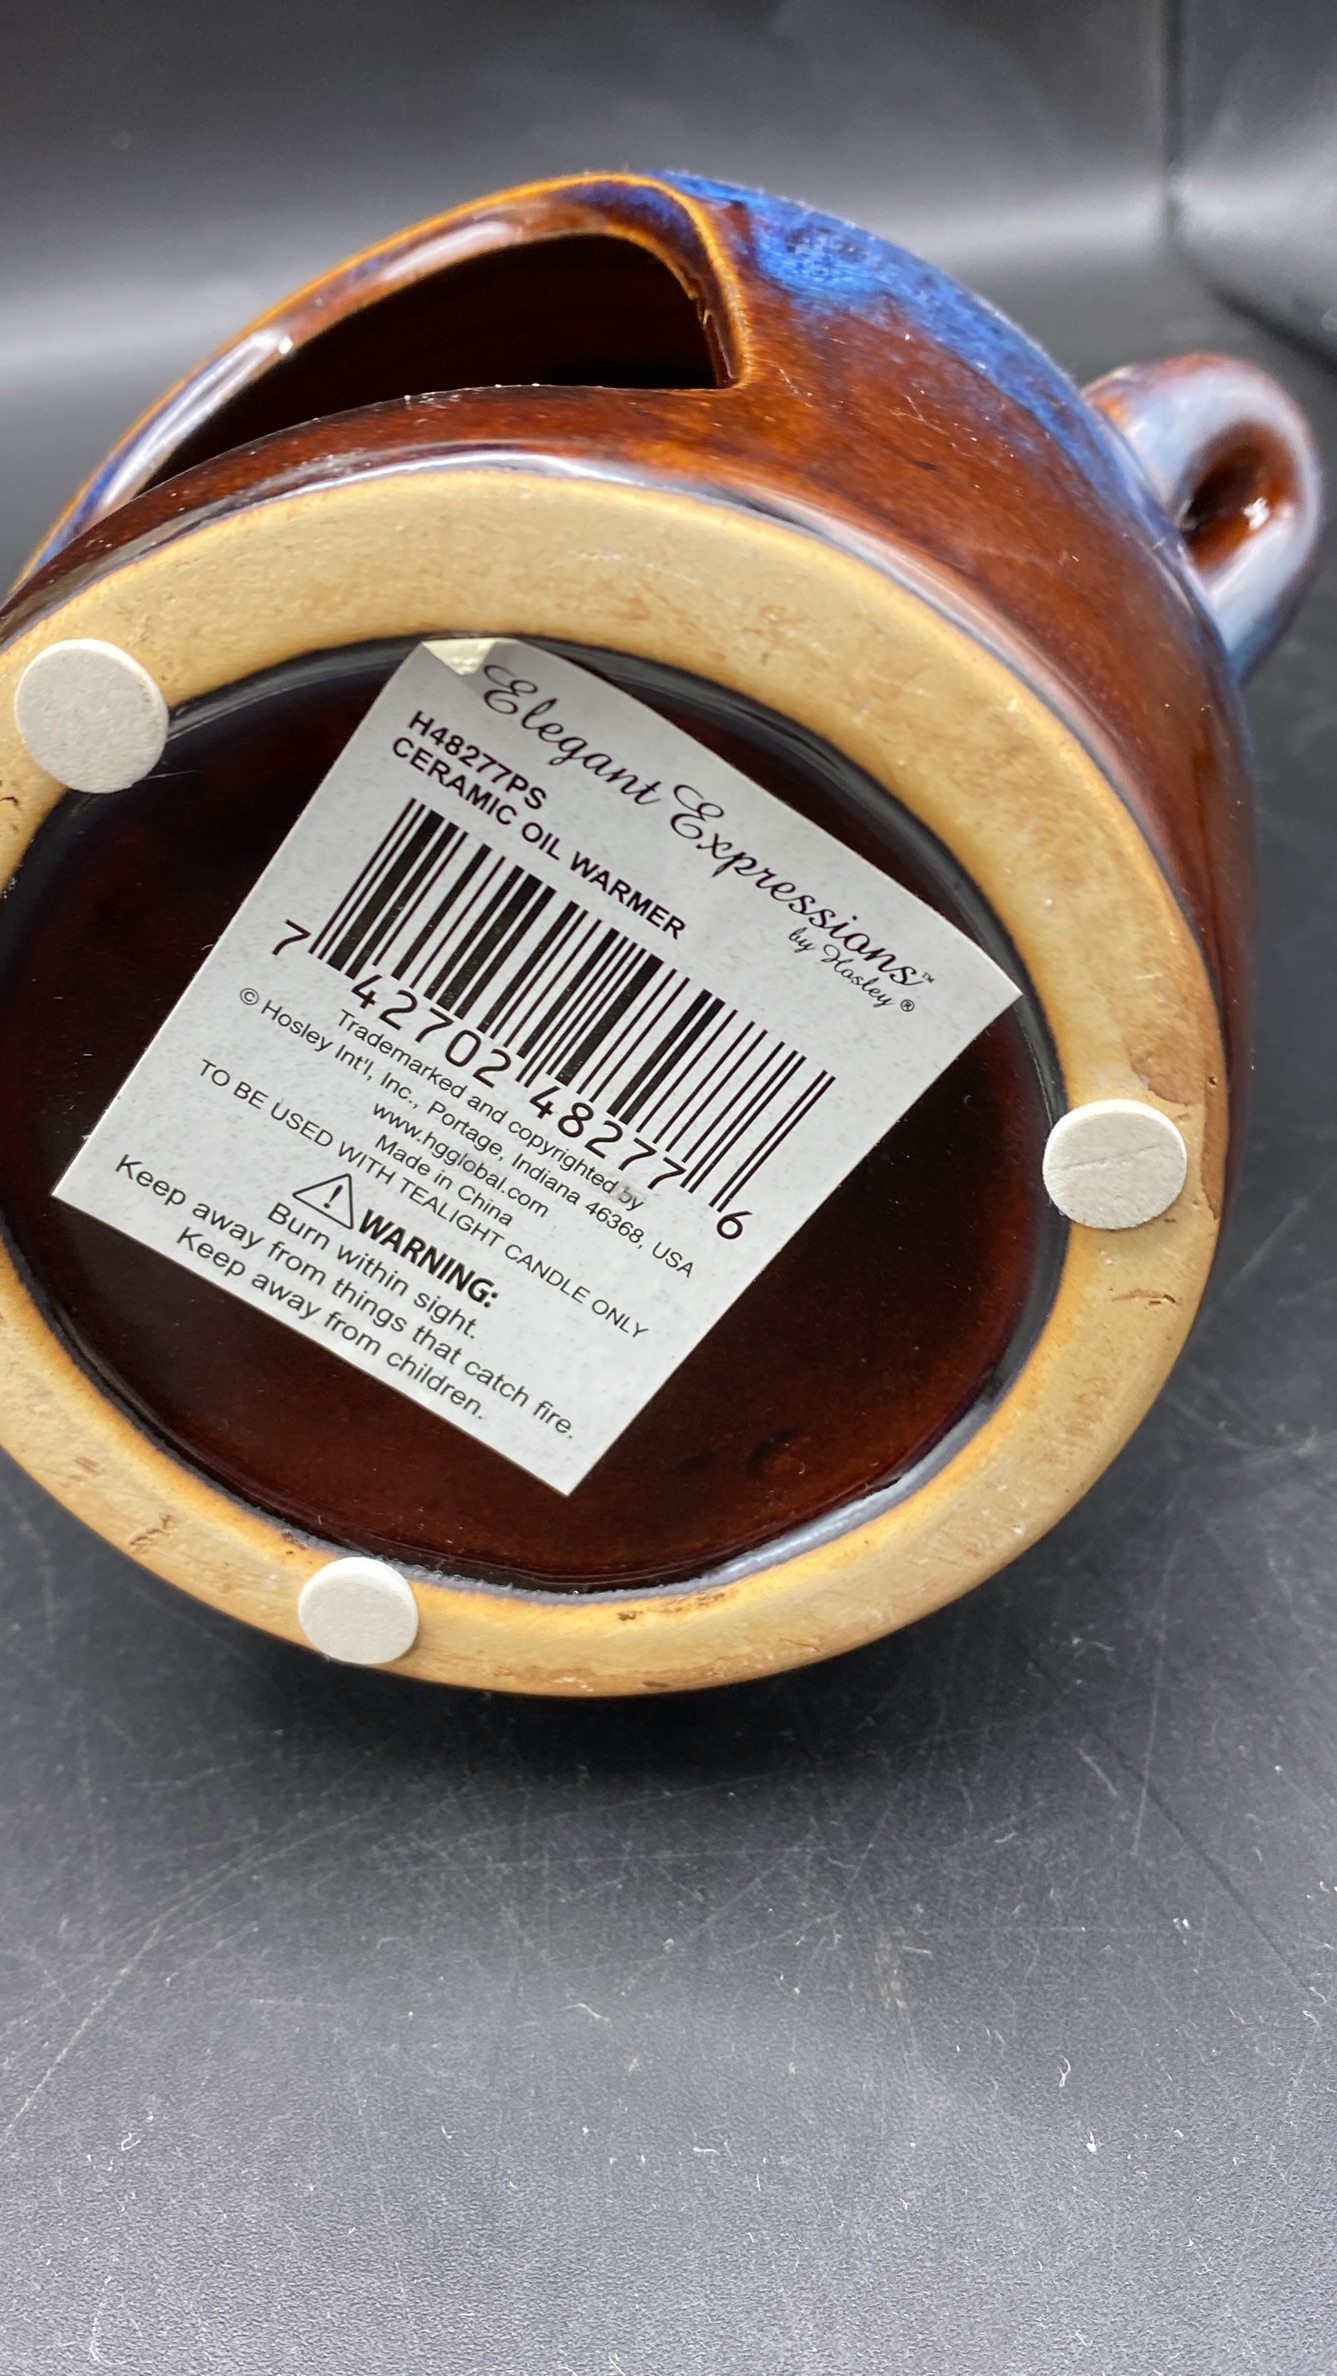 Elegant Expressions™
by Hosley®
H48277PS
CERAMIC OIL WARMER
7 42702 48277 6
Trademarked and copyrighted by
© Hosley Int'l, Inc., Portage, Indiana 46368, USA
www.hgglobal.com
Made in China
TO BE USED WITH TEALIGHT CANDLE ONLY
WARNING:
Burn within sight.
Keep away from things that catch fire.
Keep away from children.